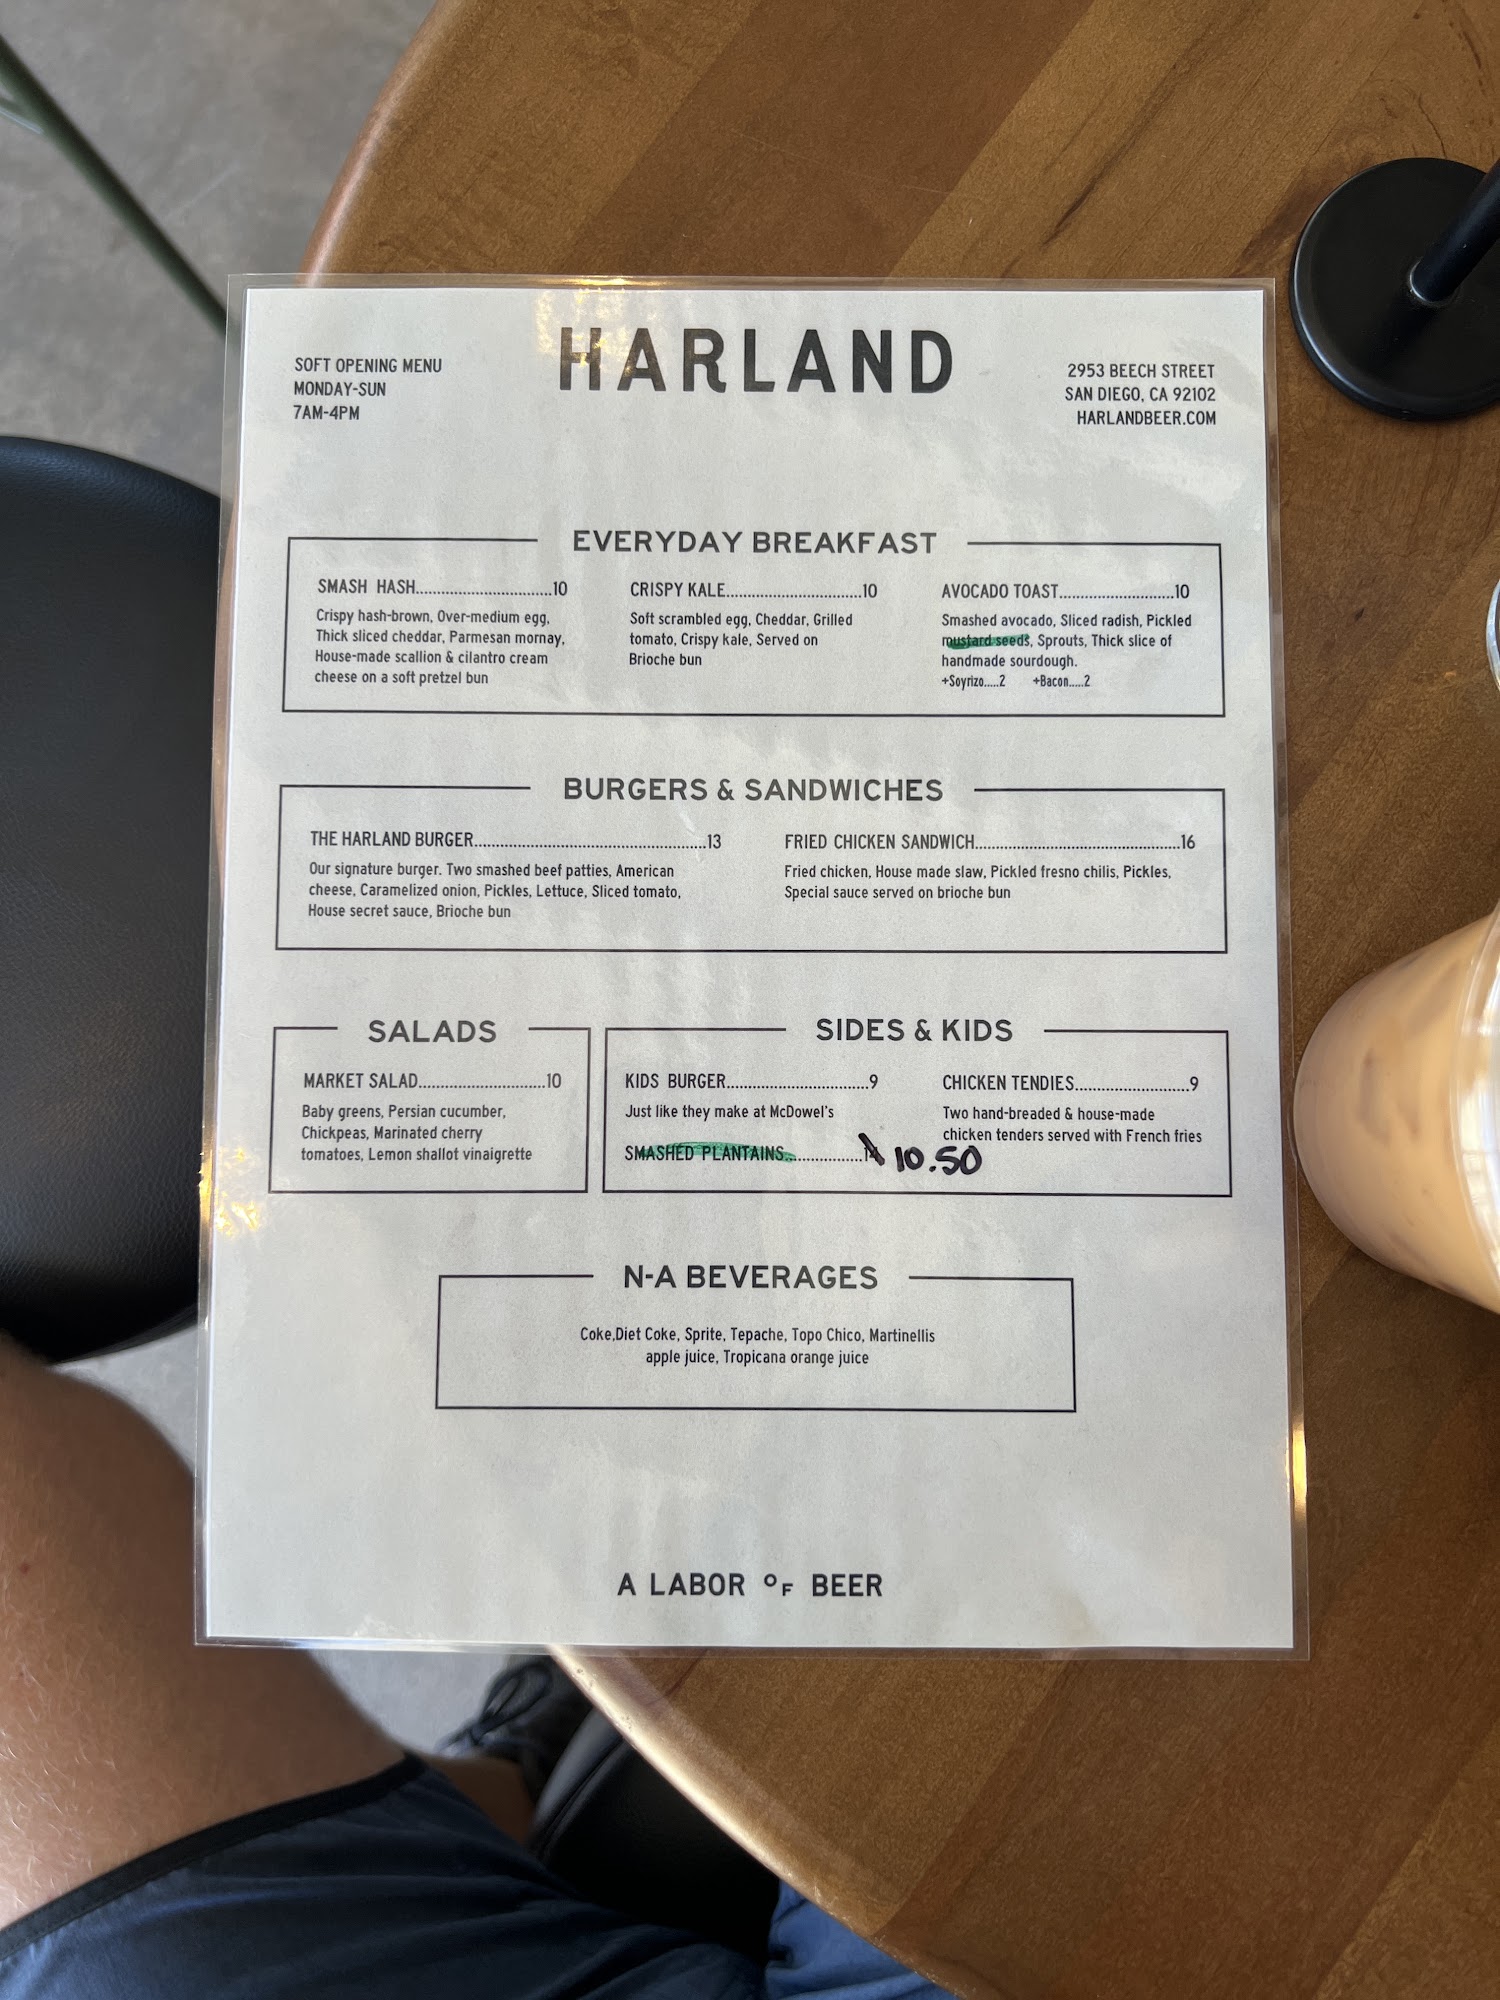 HARLAND
SOFT OPENING MENU
MONDAY-SUN
7AM-4PM
2953 BEECH STREET
SAN DIEGO, CA 92102
HARLANDBEER.COM
EVERYDAY BREAKFAST
SMASH HASH................................10
Crispy hash-brown, Over-medium egg,
Thick sliced cheddar, Parmesan mornay,
House-made scallion & cilantro cream
cheese on a soft pretzel bun
CRISPY KALE................................10
Soft scrambled egg, Cheddar, Grilled
tomato, Crispy kale, Served on
Brioche bun
AVOCADO TOAST...........................10
Smashed avocado, Sliced radish, Pickled
mustard seeds, Sprouts, Thick slice of
handmade sourdough.
+Soyrizo.....2 +Bacon.....2
BURGERS & SANDWICHES
THE HARLAND BURGER......................................................13
Our signature burger. Two smashed beef patties, American
cheese, Caramelized onion, Pickles, Lettuce, Sliced tomato,
House secret sauce, Brioche bun
FRIED CHICKEN SANDWICH................................................16
Fried chicken, House made slaw, Pickled fresno chilis, Pickles,
Special sauce served on brioche bun
SALADS
MARKET SALAD..............................10
Baby greens, Persian cucumber,
Chickpeas, Marinated cherry
tomatoes, Lemon shallot vinaigrette
SIDES & KIDS
KIDS BURGER.................................9
Just like they make at McDowel's
SMASHED PLANTAINS.................. 10.50
CHICKEN TENDIES...........................9
Two hand-breaded & house-made
chicken tenders served with French fries
N-A BEVERAGES
Coke,Diet Coke, Sprite, Tepache, Topo Chico, Martinellis
apple juice, Tropicana orange juice
A LABOR OF BEER